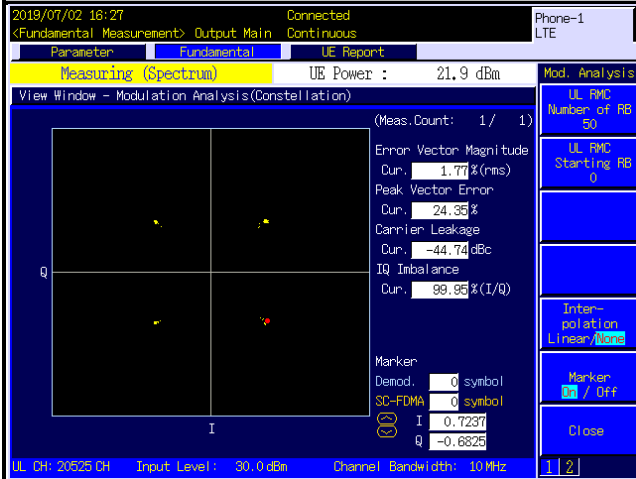 2019/07/02 16:27 Connected Phone-1
<Fundamental Measurement> Output Main Continuous LTE
Parameter Fundamental UE Report
Measuring (Spectrum) UE Power : 21.9 dBm Mod. Analysis
View Window - Modulation Analysis(Constellation)
UL RMC
Number of RB
50
(Meas.Count: 1/ 1)
Error Vector Magnitude
Cur. 1.77 %(rms)
Peak Vector Error
Cur. 24.35 %
Carrier Leakage
Cur. -44.74 dBc
IQ Imbalance
Cur. 99.95 %(I/Q)
UL RMC
Starting RB
0
Q
I
Marker
Demod. 0 symbol
SC-FDMA 0 symbol
I 0.7237
Q -0.6825
Inter-
polation
Linear/None
Marker
On / Off
Close
UL CH: 20525 CH Input Level: 30.0 dBm Channel Bandwidth: 10 MHz 1 2